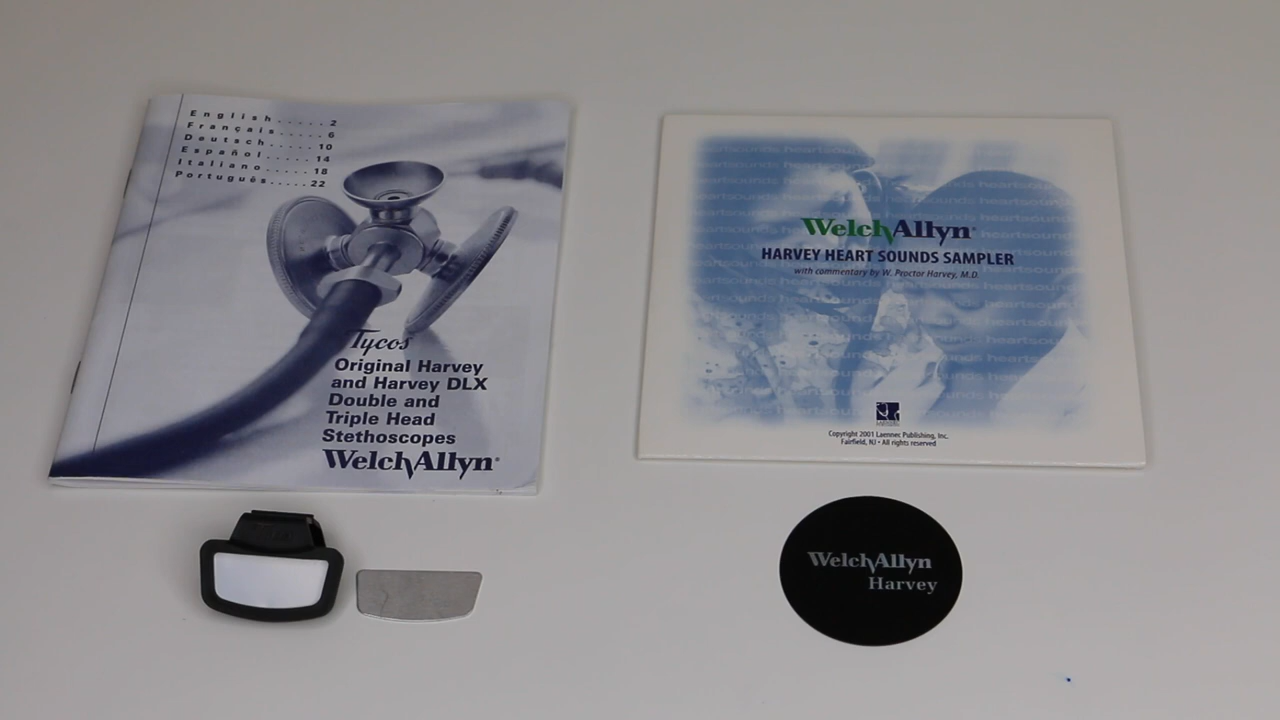 English.....2
Français.....6
Deutsch.....10
Español.....14
Italiano.....18
Português.....22
Tycos
Original Harvey
and Harvey DLX
Double and
Triple Head
Stethoscopes
WelchAllyn®
WelchAllyn®
HARVEY HEART SOUNDS SAMPLER
with commentary by W. Proctor Harvey, M.D.
Copyright 2001 Laennec Publishing, Inc.
Fairfield, NJ • All rights reserved
WelchAllyn
Harvey